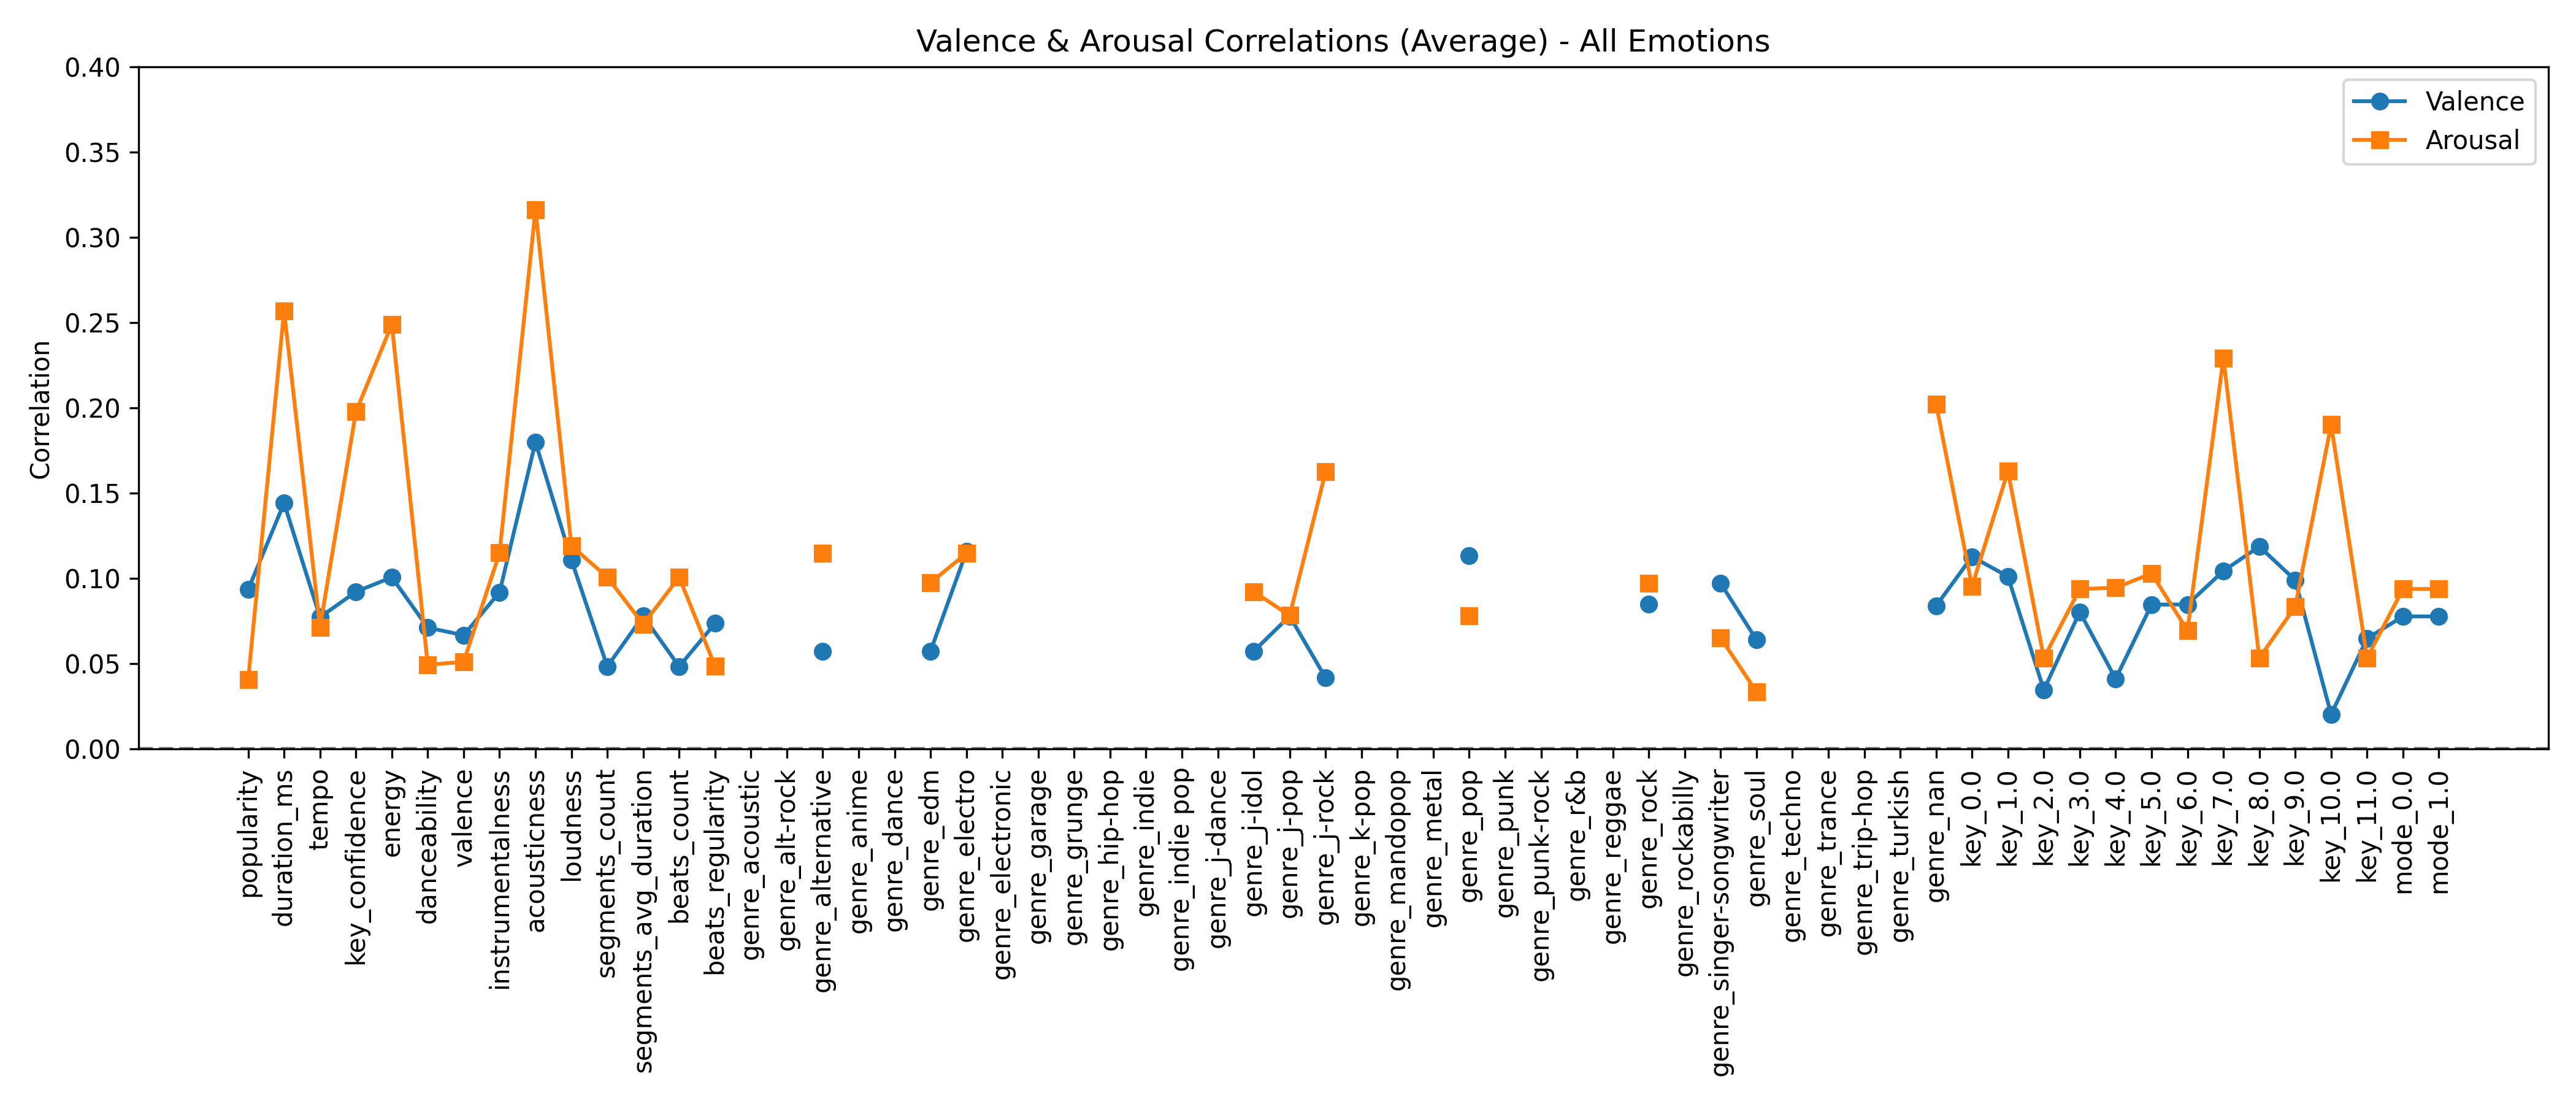 Valence & Arousal Correlations (Average) - All Emotions
Valence
Arousal
Correlation
0.40
0.35
0.30
0.25
0.20
0.15
0.10
0.05
0.00
popularity
duration_ms
tempo
key_confidence
energy
danceability
valence
instrumentalness
acousticness
loudness
segments_count
segments_avg_duration
beats_count
beats_regularity
genre_acoustic
genre_alt-rock
genre_alternative
genre_anime
genre_dance
genre_edm
genre_electro
genre_electronic
genre_garage
genre_grunge
genre_hip-hop
genre_indie
genre_indie pop
genre_j-dance
genre_j-idol
genre_j-pop
genre_j-rock
genre_k-pop
genre_mandopop
genre_metal
genre_pop
genre_punk
genre_punk-rock
genre_r&b
genre_reggae
genre_rock
genre_rockabilly
genre_singer-songwriter
genre_soul
genre_techno
genre_trance
genre_trip-hop
genre_turkish
genre_nan
key_0.0
key_1.0
key_2.0
key_3.0
key_4.0
key_5.0
key_6.0
key_7.0
key_8.0
key_9.0
key_10.0
key_11.0
mode_0.0
mode_1.0